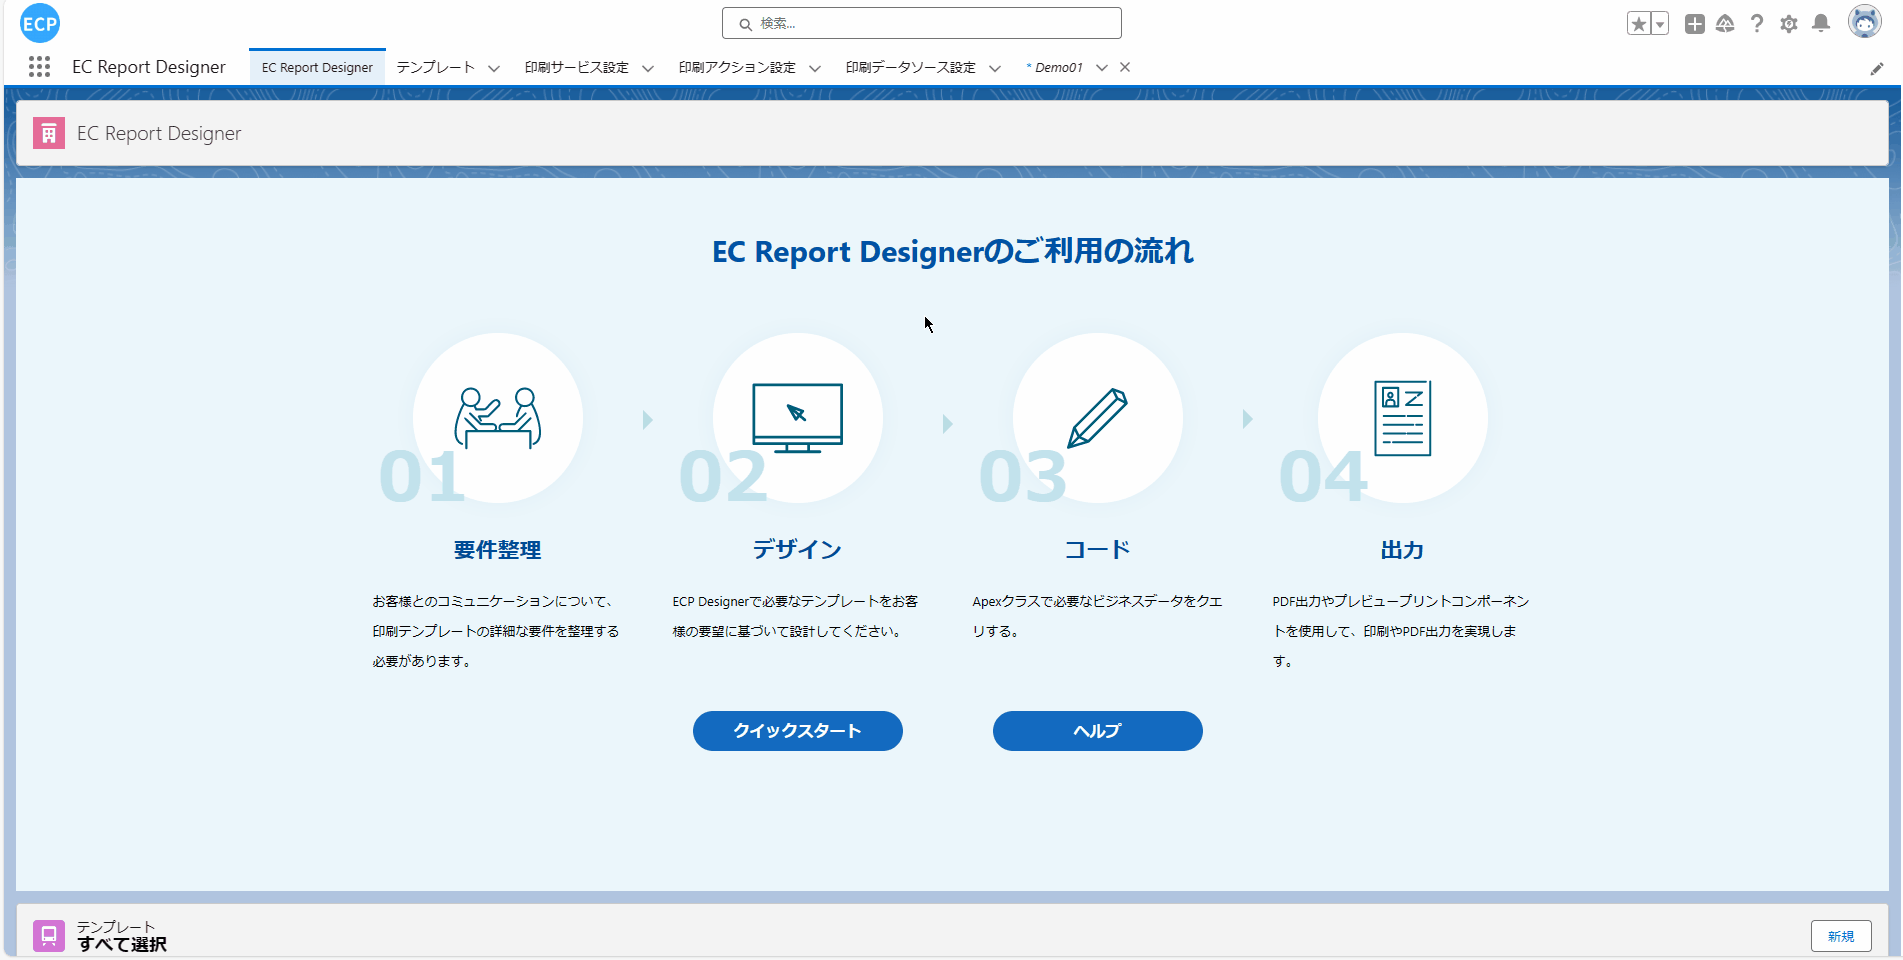 ECP
検索...
EC Report Designer
EC Report Designer
テンプレート
印刷サービス設定
印刷アクション設定
印刷データソース設定
* Demo01
EC Report Designer
EC Report Designerのご利用の流れ
01
02
03
04
要件整理
デザイン
コード
出力
お客様とのコミュニケーションについて、
印刷テンプレートの詳細な要件を整理する
必要があります。
ECP Designerで必要なテンプレートをお客
様の要望に基づいて設計してください。
Apexクラスで必要なビジネスデータをクエ
リする。
PDF出力やプレビュープリントコンポーネン
トを使用して、印刷やPDF出力を実現しま
す。
クイックスタート
ヘルプ
テンプレート
すべて選択
新規